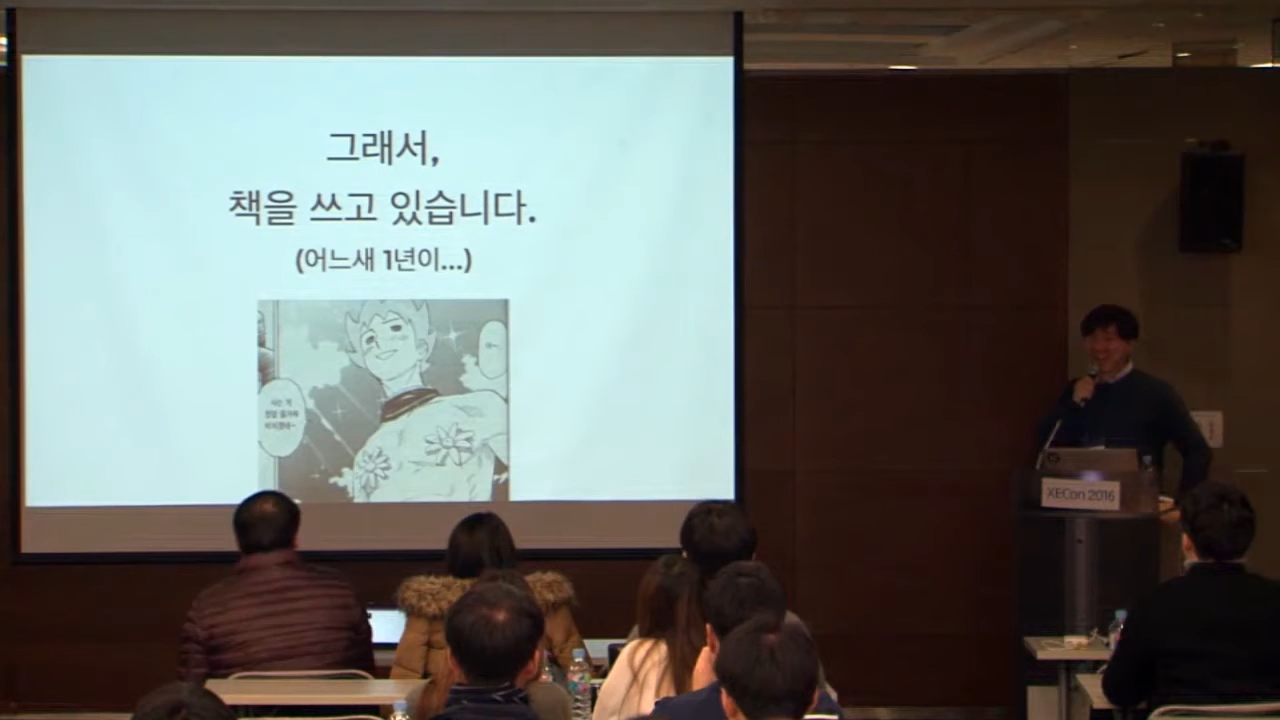 그래서,
책을 쓰고 있습니다.
(어느새 1년이...)
XECon 2016